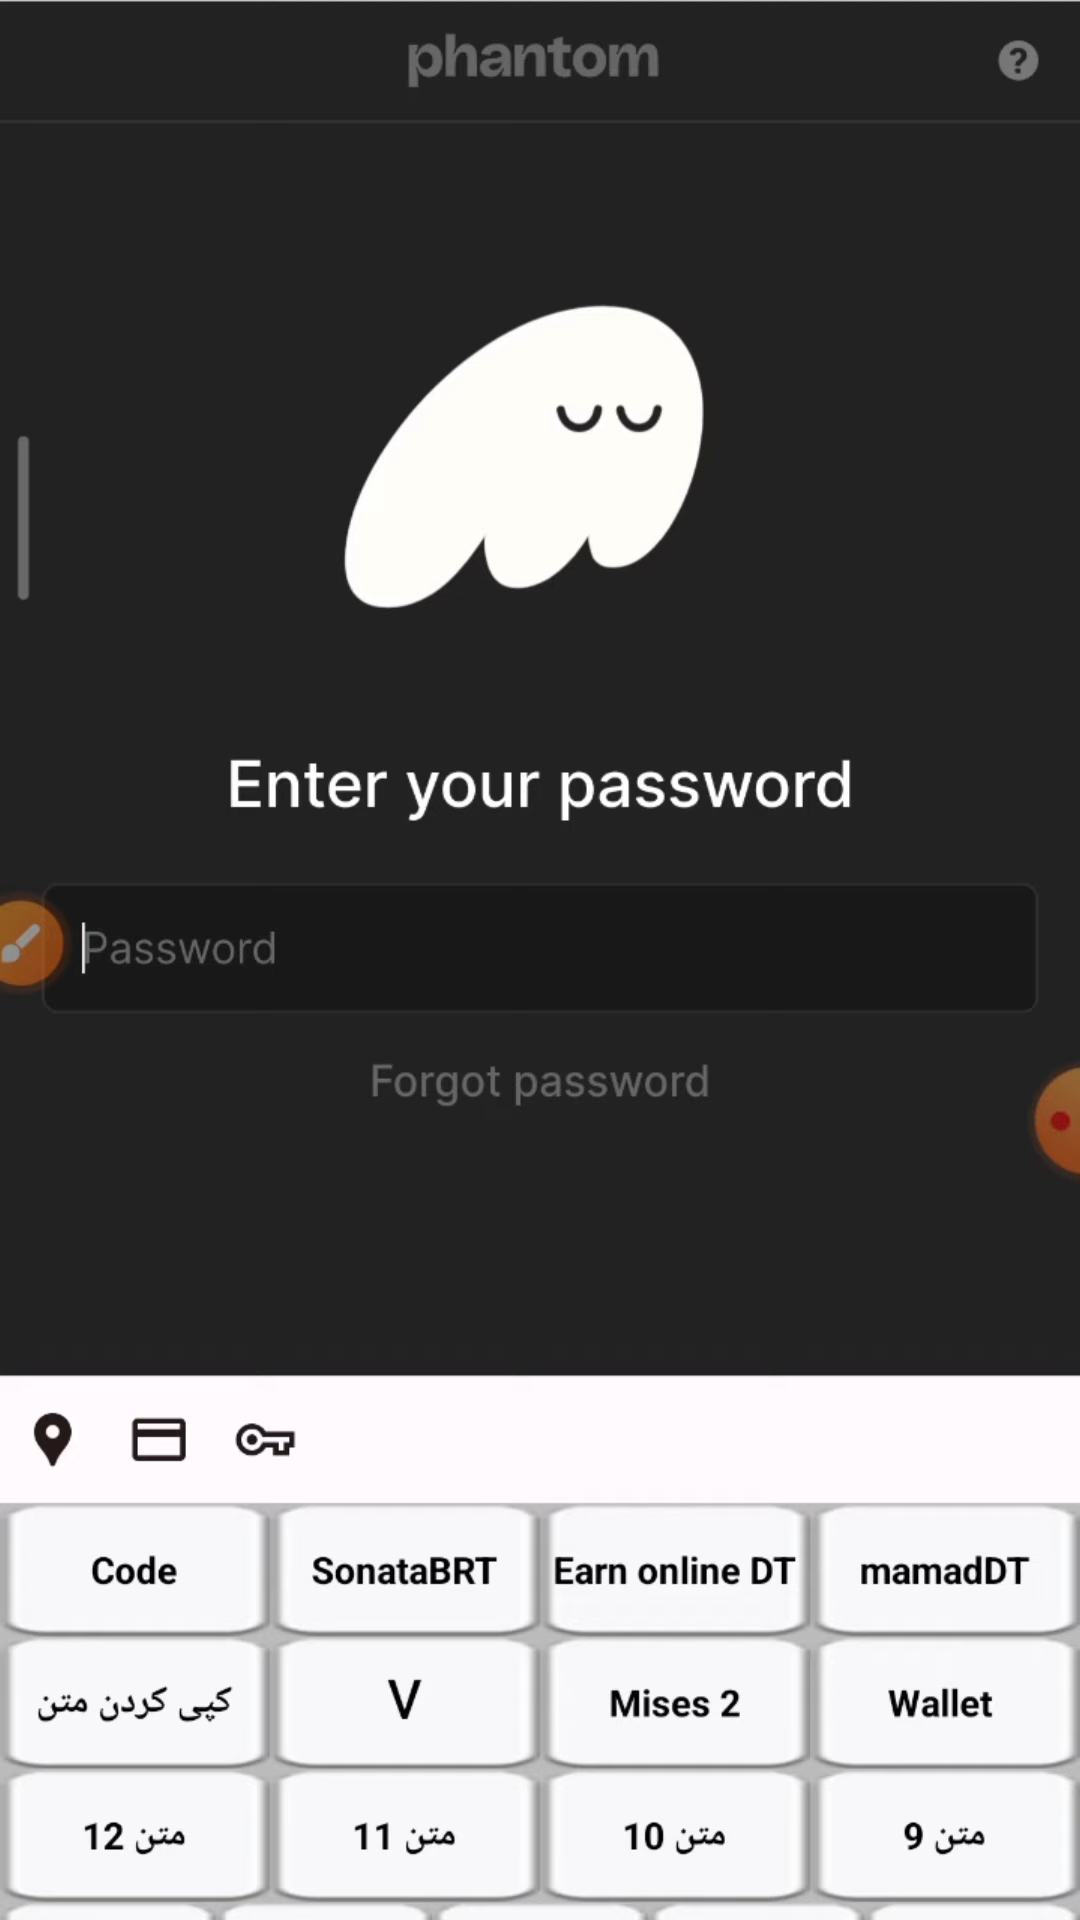 phantom
?
Enter your password
Password
Forgot password
Code
SonataBRT
Earn online DT
mamadDT
کپی کردن متن
V
Mises 2
Wallet
متن 12
متن 11
متن 10
متن 9